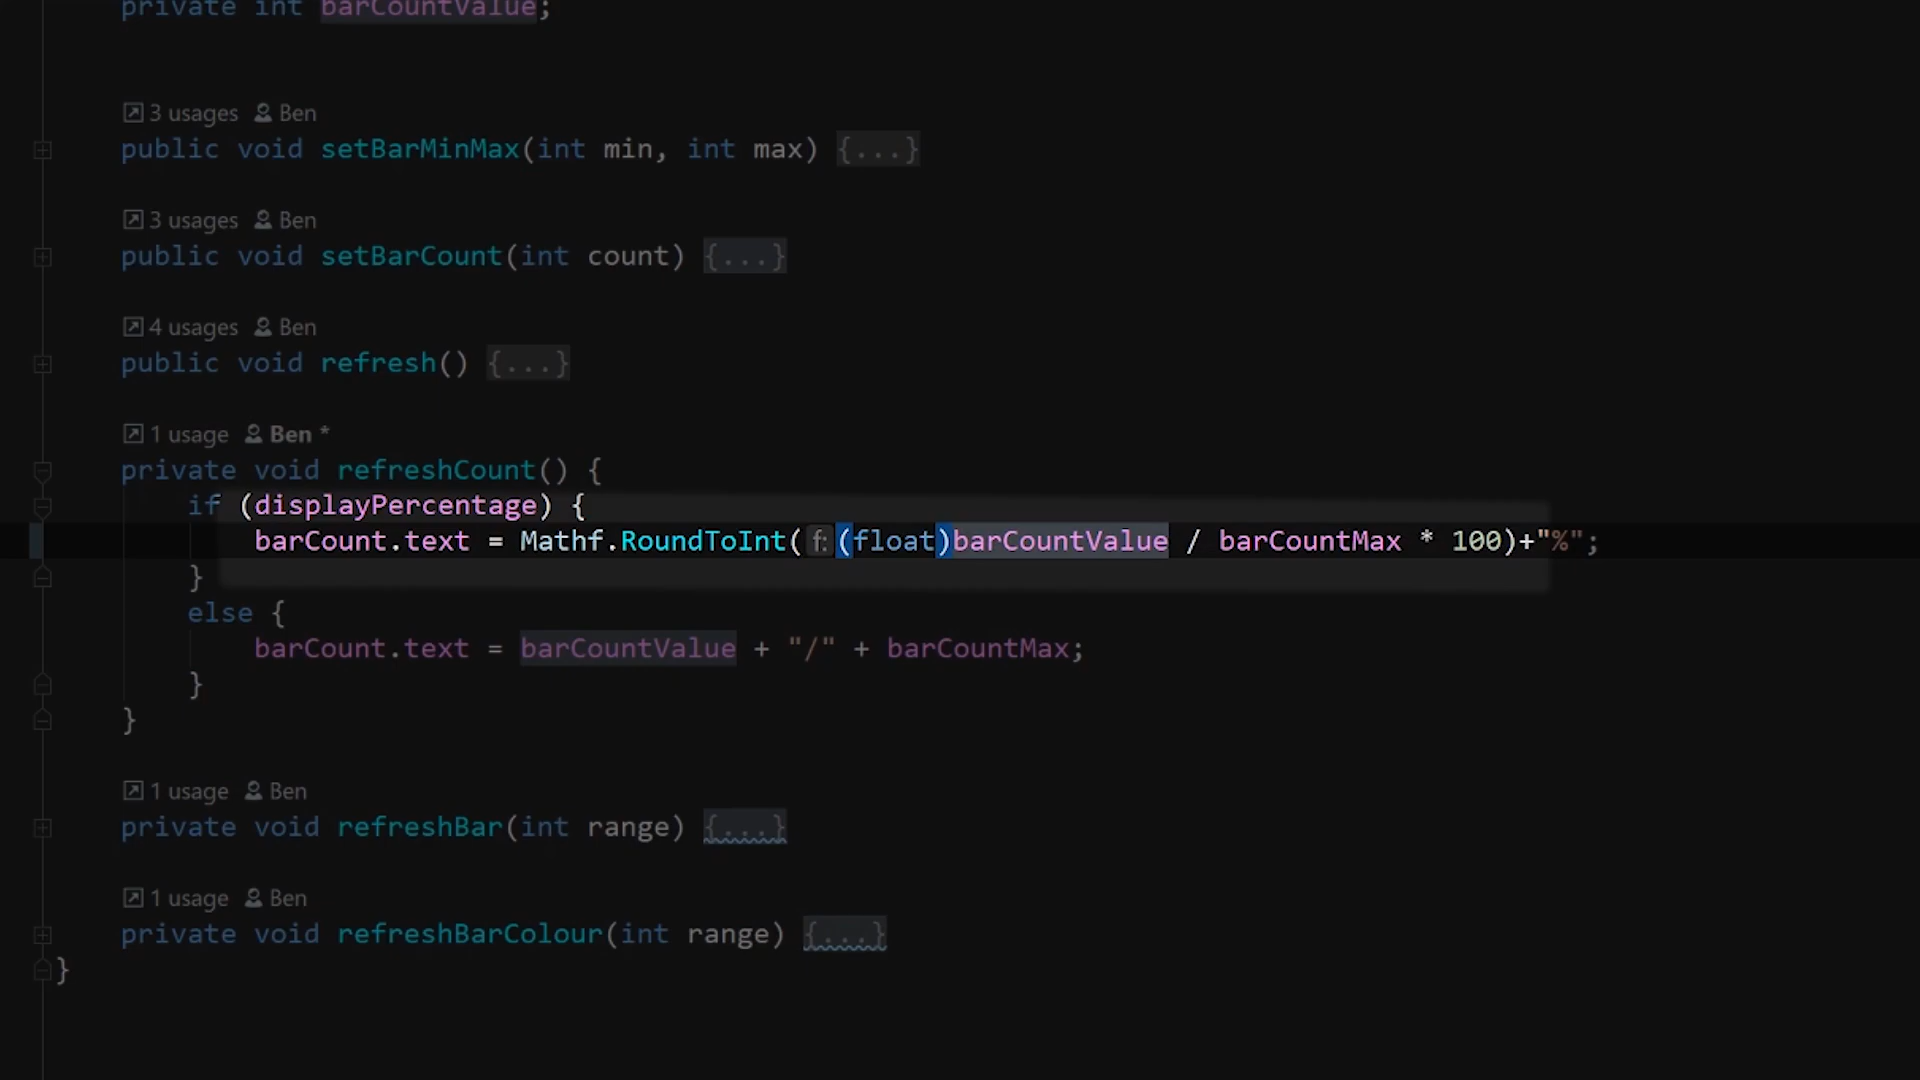 private int barCountValue;
3 usages Ben
public void setBarMinMax(int min, int max) {...}
3 usages Ben
public void setBarCount(int count) {...}
4 usages Ben
public void refresh() {...}
1 usage Ben *
private void refreshCount() {
if (displayPercentage) {
barCount.text = Mathf.RoundToInt( f: (float)barCountValue / barCountMax * 100)+"%";
}
else {
barCount.text = barCountValue + "/" + barCountMax;
}
}
1 usage Ben
private void refreshBar(int range) {...}
1 usage Ben
private void refreshBarColour(int range) {...}
}